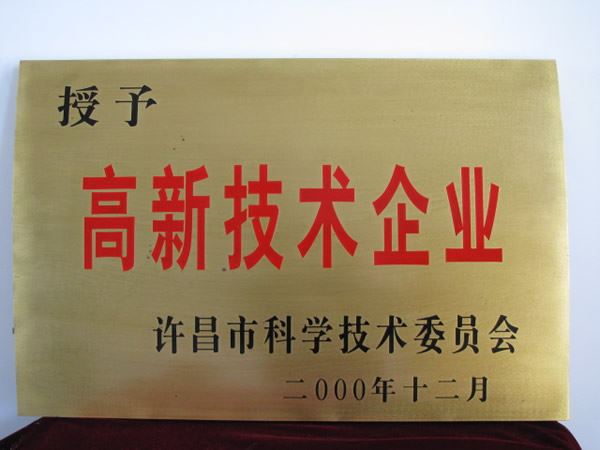 授予
高新技术企业
许昌市科学技术委员会
二000年十二月